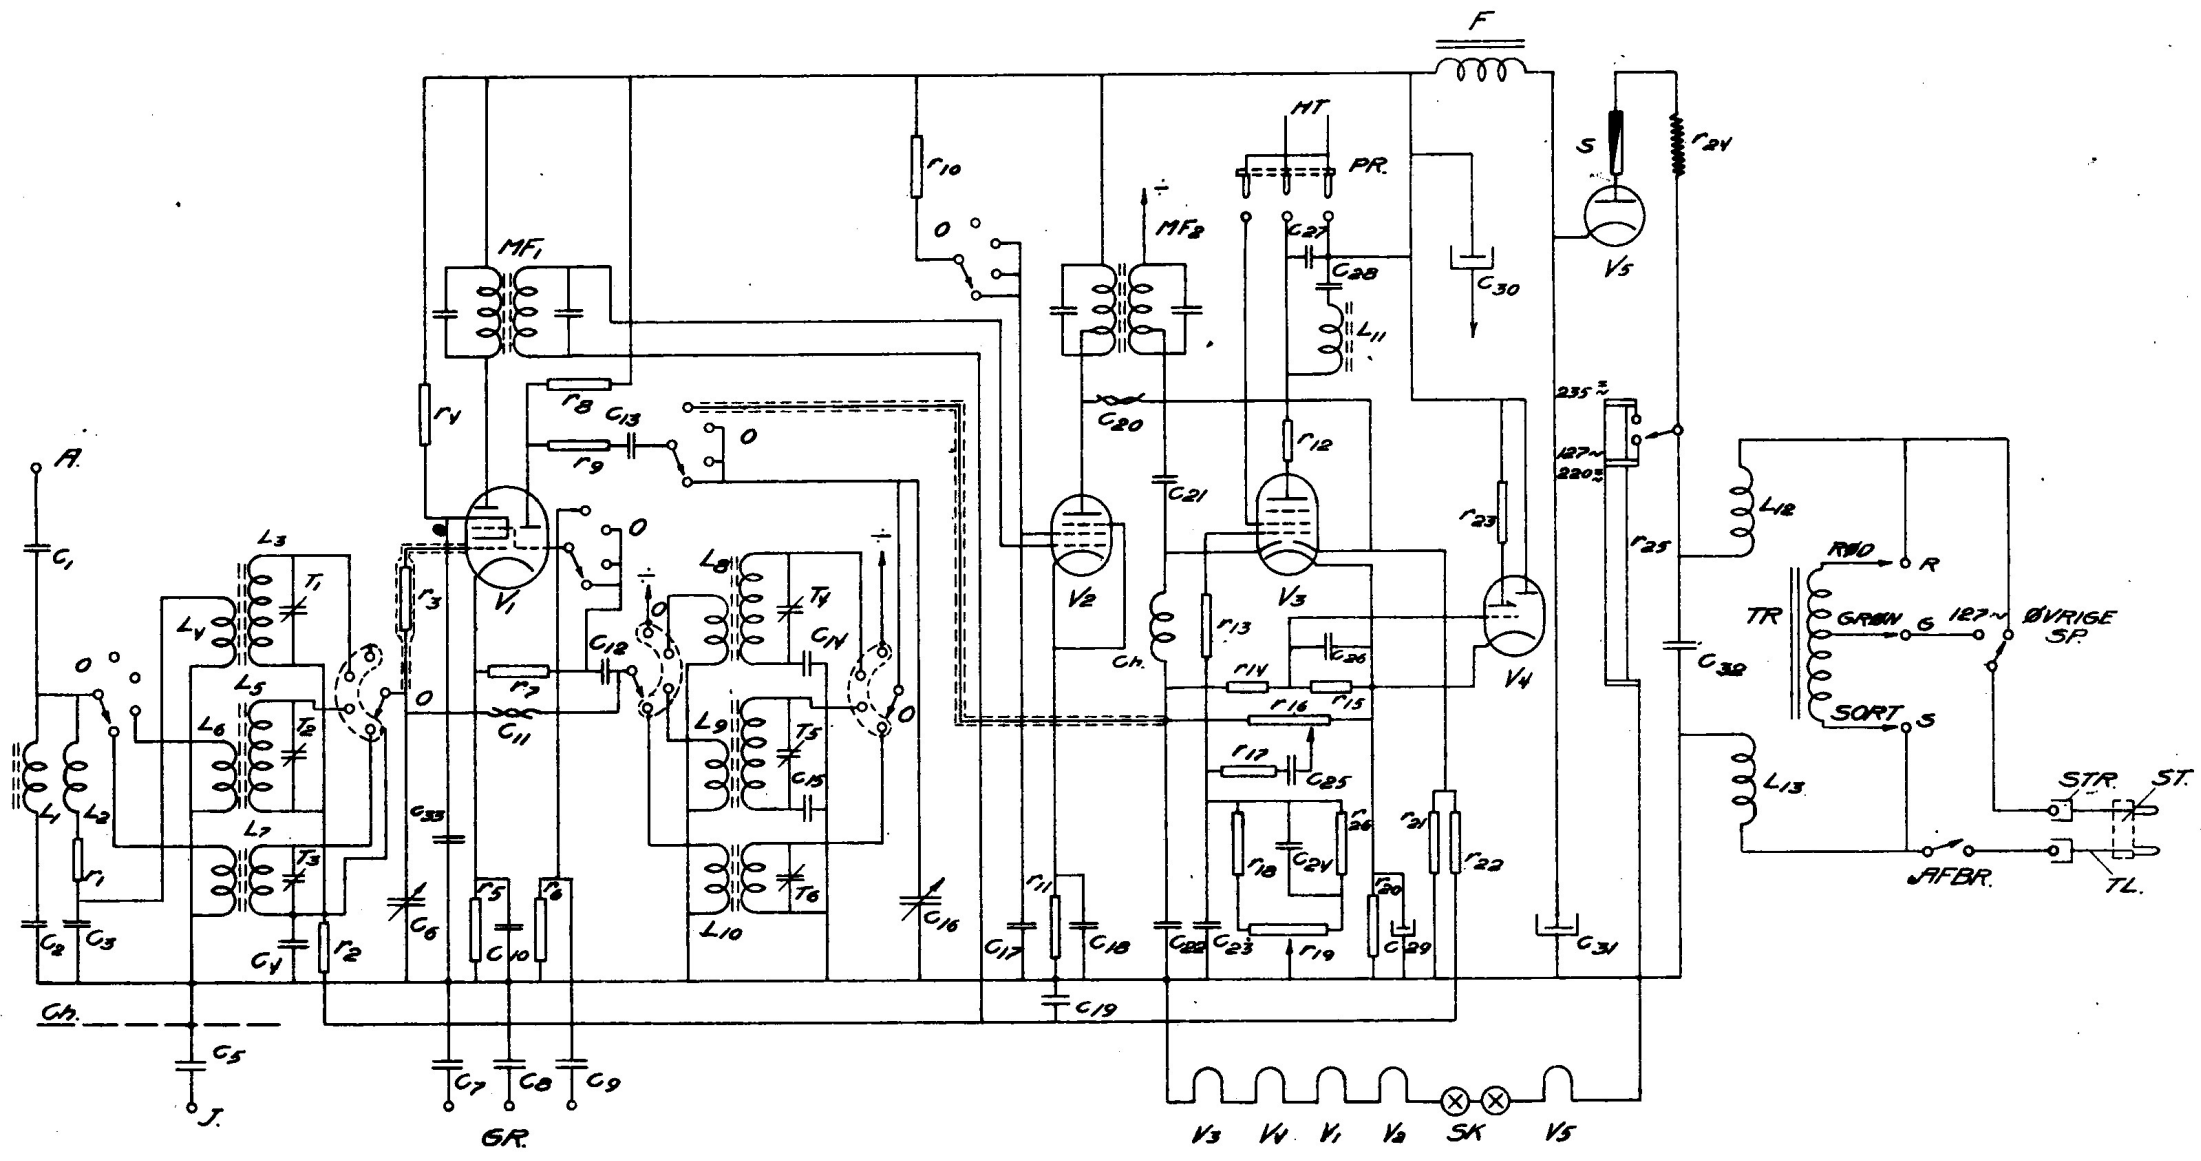 F
HT
PR.
S
r24
V5
r10
O
MF1
MF2
÷
C27
C28
C30
L11
r4
r8
C13
O
r9
C20
r12
C21
235≂
127~
220≂
r25
L12
A.
C1
L3
T1
r3
V1
O
÷
L8
T4
C14
÷
V2
V3
r13
r23
V4
RØD
R
TR
GRØN
G
127~
ØVRIGE
SP.
SORT
S
L4
O
L5
O
r7
C12
O
Ch.
r14
C26
r15
C32
L6
T2
C11
L9
T5
C15
O
r16
r17
C25
L13
STR.
ST.
L1
L2
r1
L7
T3
C33
T6
L10
r18
C24
r26
r21
r22
AFBR.
TL.
C2
C3
C4
r2
C6
r5
C10
r6
C16
C17
r11
C18
C22
C23
r19
r20
C29
C31
Ch.
C5
C7
C8
C9
C19
J.
GR.
V3
V4
V1
V2
SK
V5